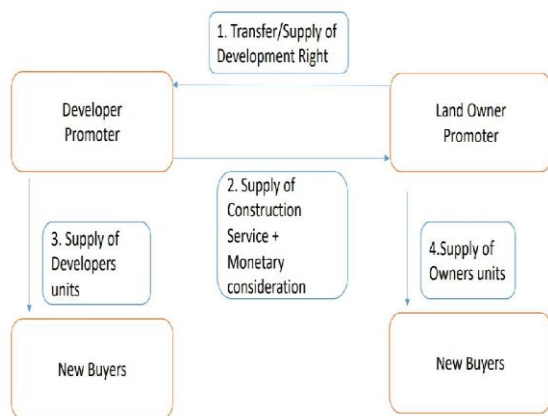 1. Transfer/Supply of
Development Right
Developer
Promoter
Land Owner
Promoter
2. Supply of
Construction
Service +
Monetary
consideration
3. Supply of
Developers
units
4.Supply of
Owners units
New Buyers
New Buyers